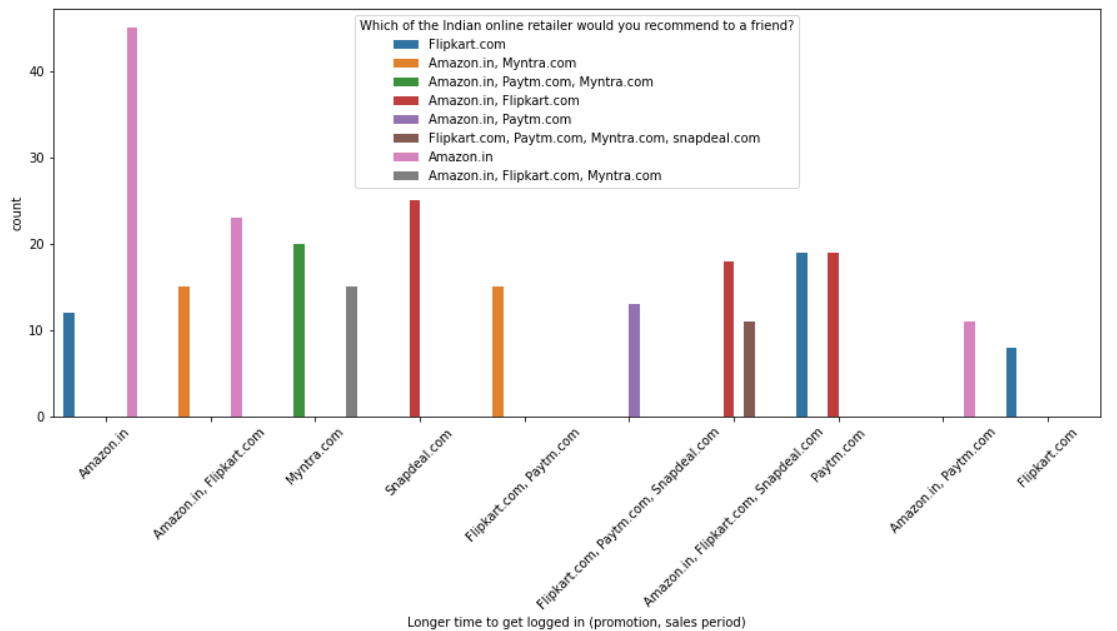 Which of the Indian online retailer would you recommend to a friend?
Flipkart.com
Amazon.in, Myntra.com
Amazon.in, Paytm.com, Myntra.com
Amazon.in, Flipkart.com
Amazon.in, Paytm.com
Flipkart.com, Paytm.com, Myntra.com, snapdeal.com
Amazon.in
Amazon.in, Flipkart.com, Myntra.com
count
40
30
20
10
0
Amazon.in
Amazon.in, Flipkart.com
Myntra.com
Snapdeal.com
Flipkart.com, Paytm.com
Flipkart.com, Paytm.com, Snapdeal.com
Amazon.in, Flipkart.com, Snapdeal.com
Paytm.com
Amazon.in, Paytm.com
Flipkart.com
Longer time to get logged in (promotion, sales period)